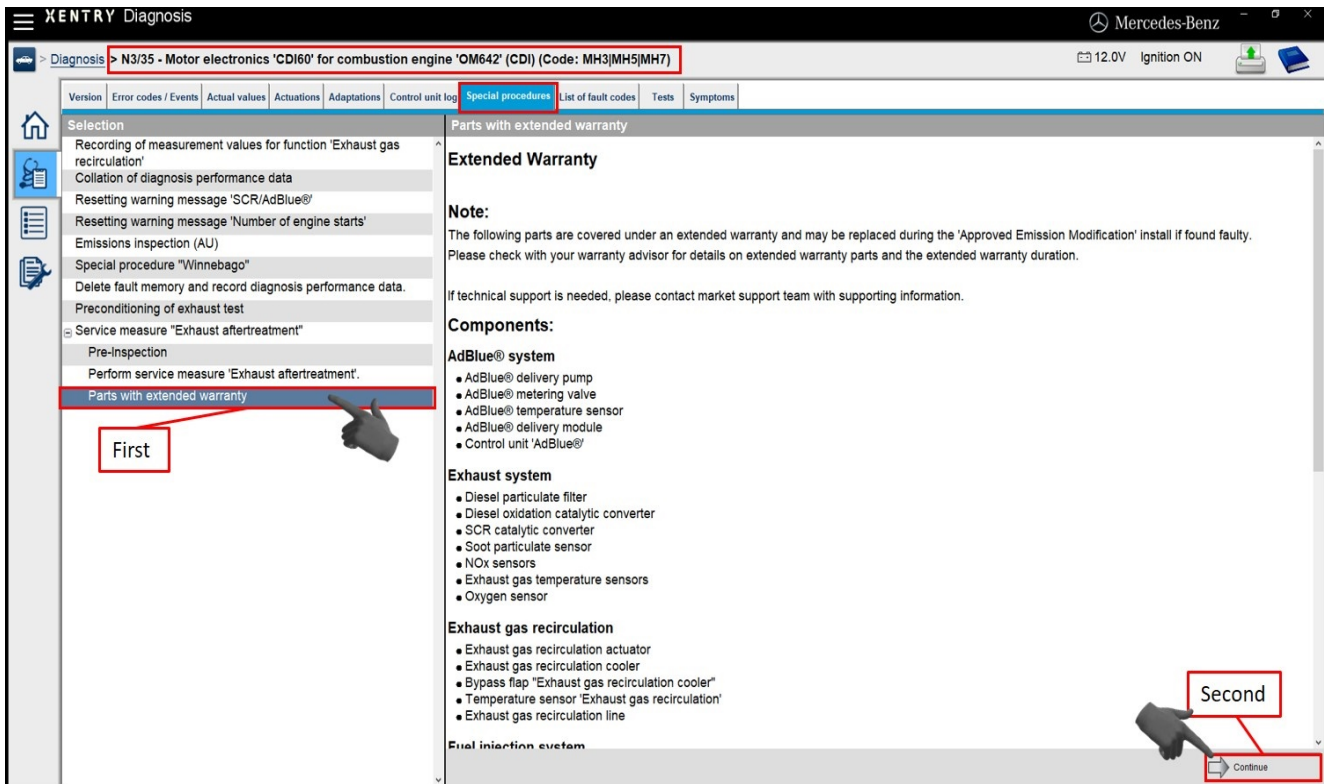 XENTRY Diagnosis
Mercedes-Benz
> Diagnosis > N3/35 - Motor electronics 'CDI60' for combustion engine 'OM642' (CDI) (Code: MH3|MH5|MH7)
12.0V Ignition ON
Version Error codes / Events Actual values Actuations Adaptations Control unit log Special procedures List of fault codes Tests Symptoms
Selection
Recording of measurement values for function 'Exhaust gas
recirculation'
Collation of diagnosis performance data
Resetting warning message 'SCR/AdBlue®'
Resetting warning message 'Number of engine starts'
Emissions inspection (AU)
Special procedure "Winnebago"
Delete fault memory and record diagnosis performance data.
Preconditioning of exhaust test
Service measure "Exhaust aftertreatment"
Pre-Inspection
Perform service measure 'Exhaust aftertreatment'.
Parts with extended warranty
First
Parts with extended warranty
Extended Warranty
Note:
The following parts are covered under an extended warranty and may be replaced during the 'Approved Emission Modification' install if found faulty.
Please check with your warranty advisor for details on extended warranty parts and the extended warranty duration.
If technical support is needed, please contact market support team with supporting information.
Components:
AdBlue® system
• AdBlue® delivery pump
• AdBlue® metering valve
• AdBlue® temperature sensor
• AdBlue® delivery module
• Control unit 'AdBlue®'
Exhaust system
• Diesel particulate filter
• Diesel oxidation catalytic converter
• SCR catalytic converter
• Soot particulate sensor
• NOx sensors
• Exhaust gas temperature sensors
• Oxygen sensor
Exhaust gas recirculation
• Exhaust gas recirculation actuator
• Exhaust gas recirculation cooler
• Bypass flap "Exhaust gas recirculation cooler"
• Temperature sensor 'Exhaust gas recirculation'
• Exhaust gas recirculation line
Fuel injection system
Second
Continue